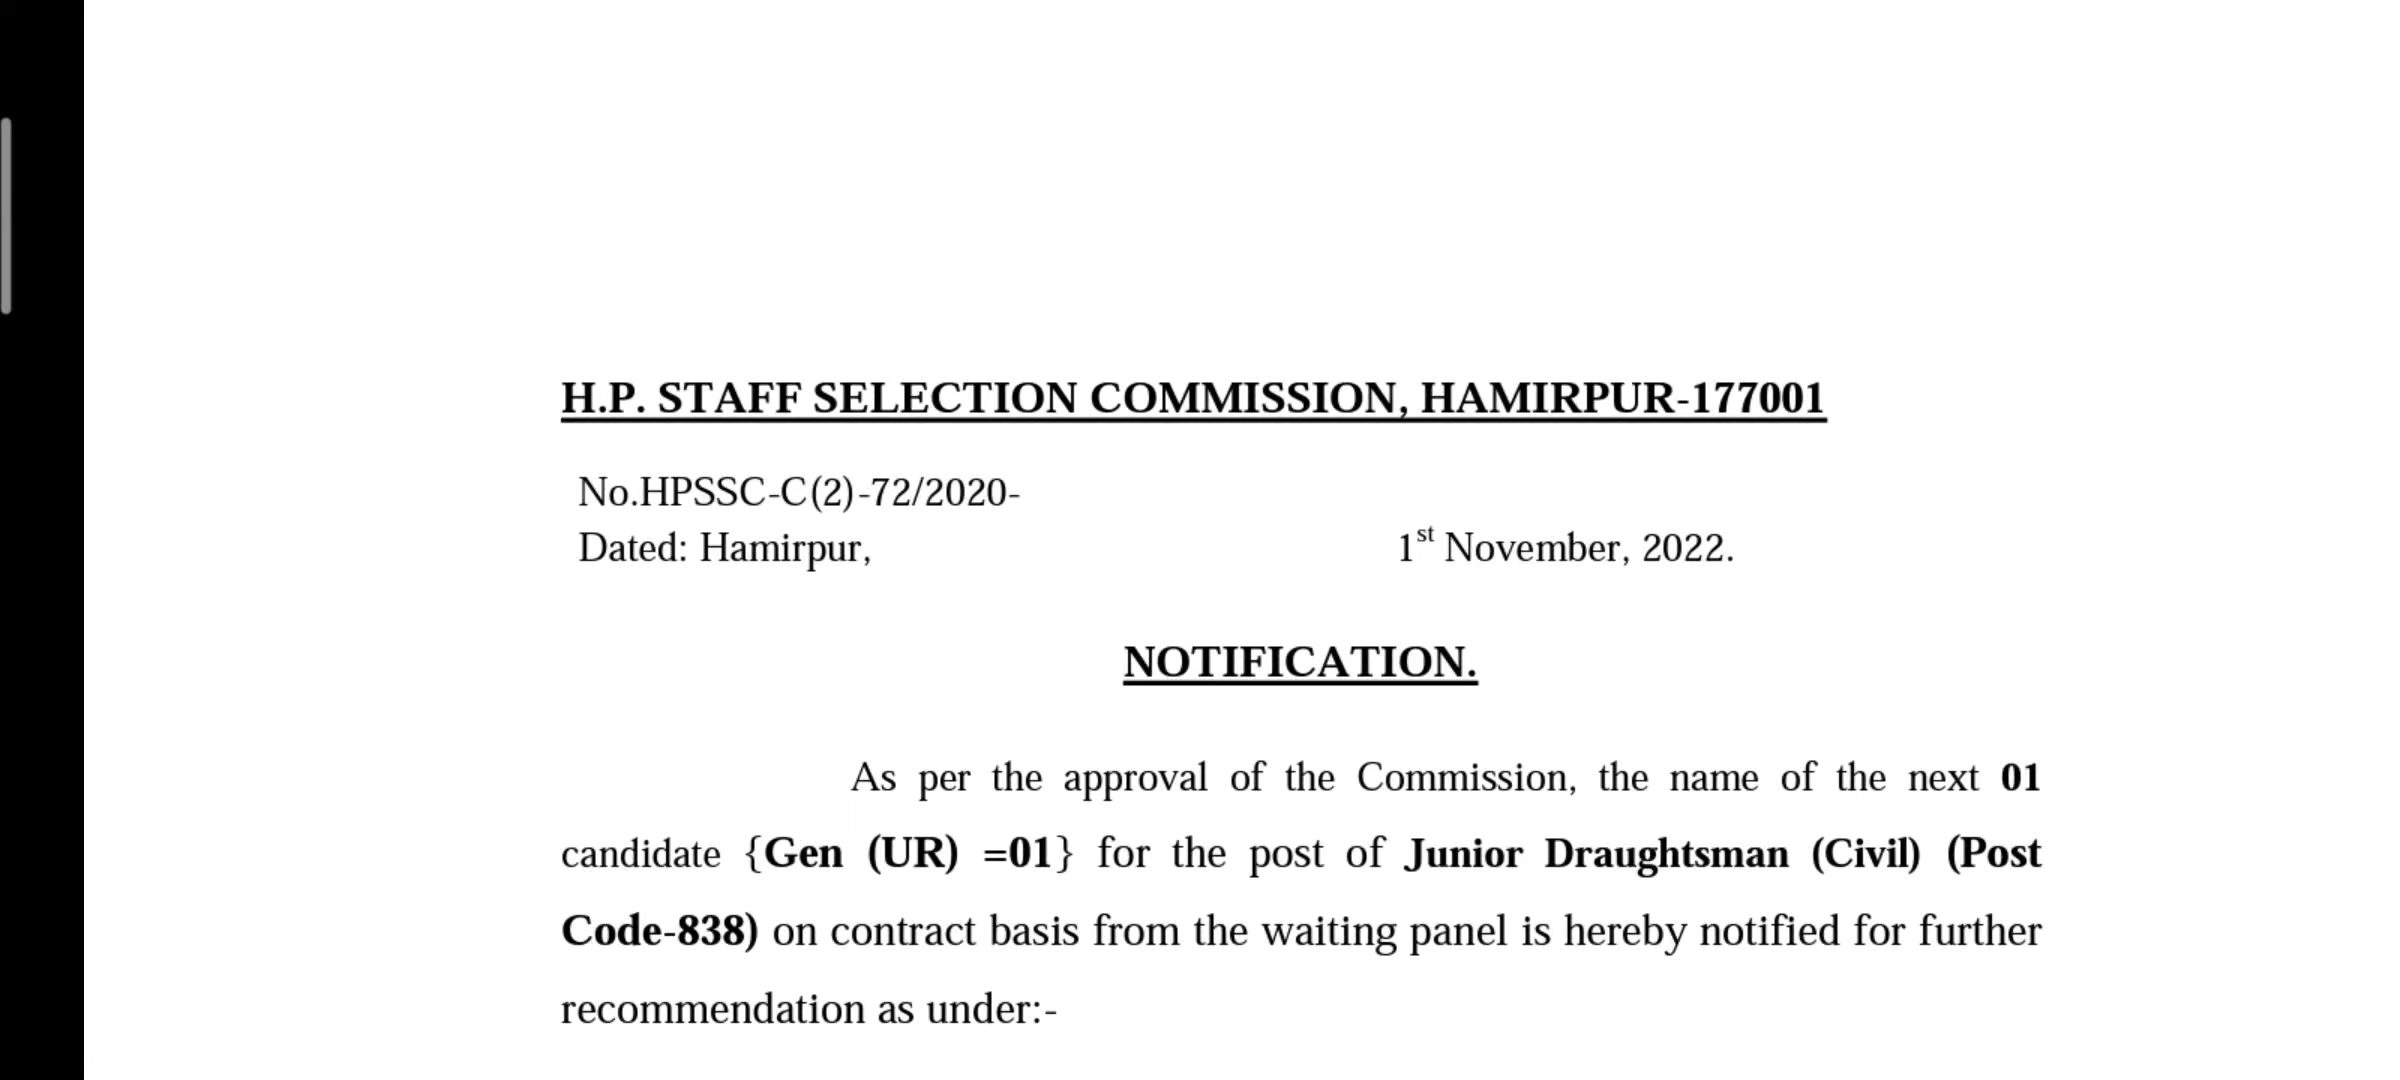 H.P. STAFF SELECTION COMMISSION, HAMIRPUR-177001
No.HPSSC-C(2)-72/2020-
Dated: Hamirpur, 1st November, 2022.
NOTIFICATION.
As per the approval of the Commission, the name of the next 01
candidate {Gen (UR) =01} for the post of Junior Draughtsman (Civil) (Post
Code-838) on contract basis from the waiting panel is hereby notified for further
recommendation as under:-